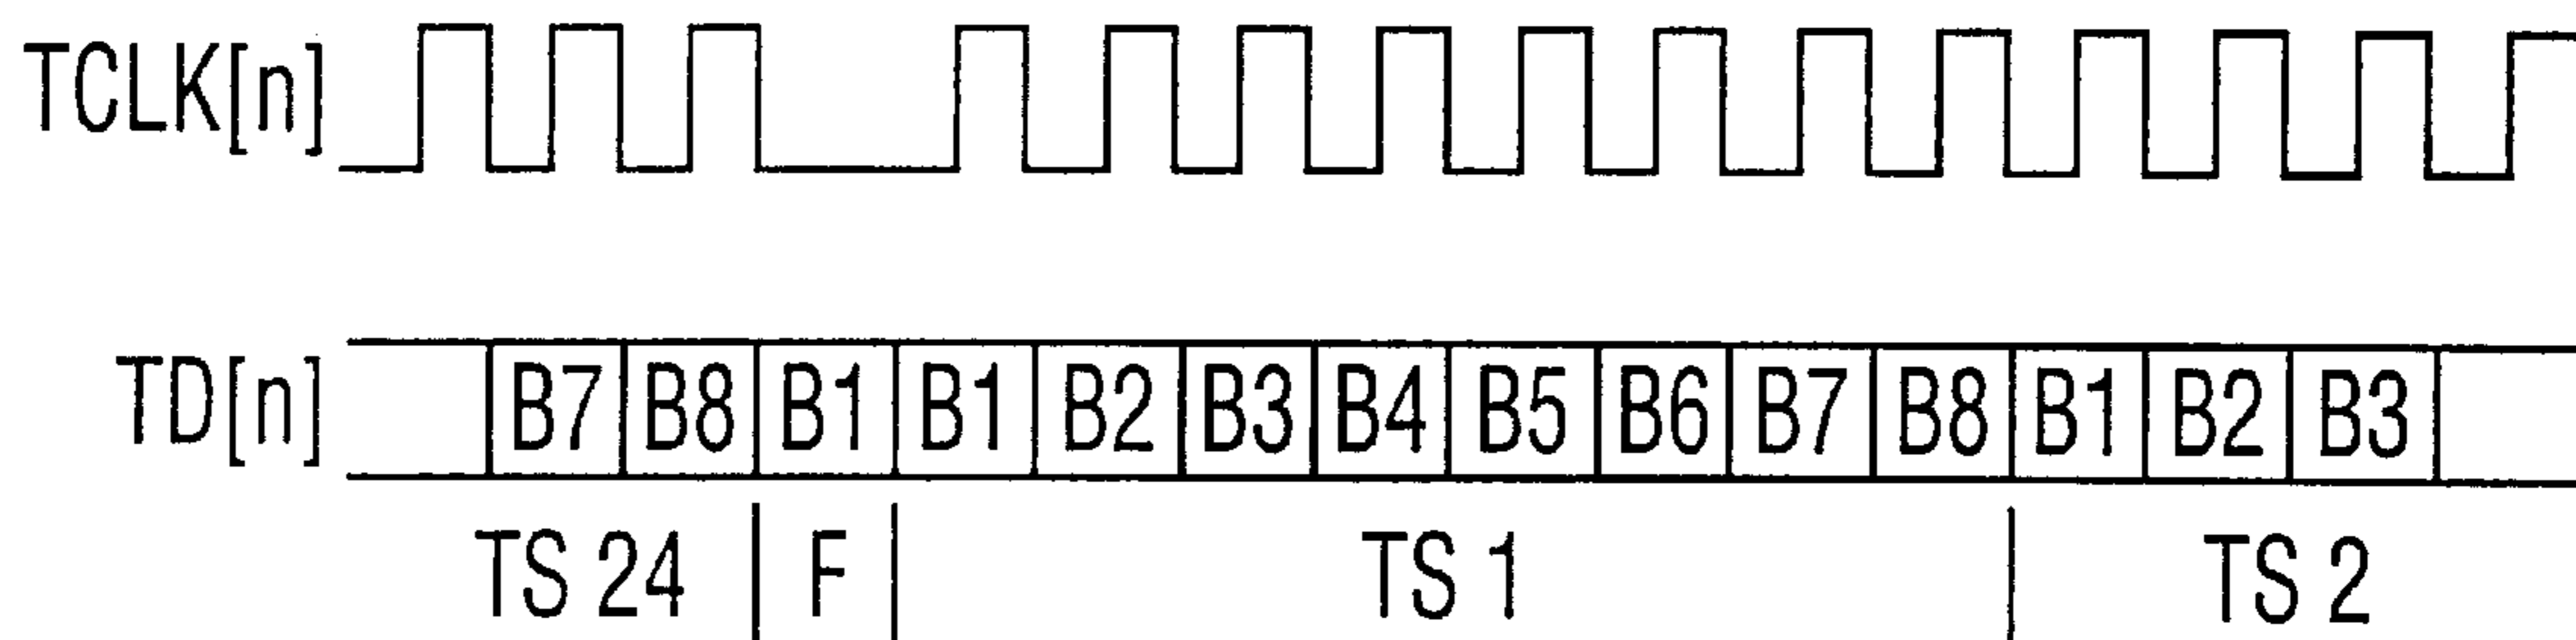 TCLK[n]
TD[n] B7 B8 B1 B1 B2 B3 B4 B5 B6 B7 B8 B1 B2 B3
TS 24 F TS 1 TS 2